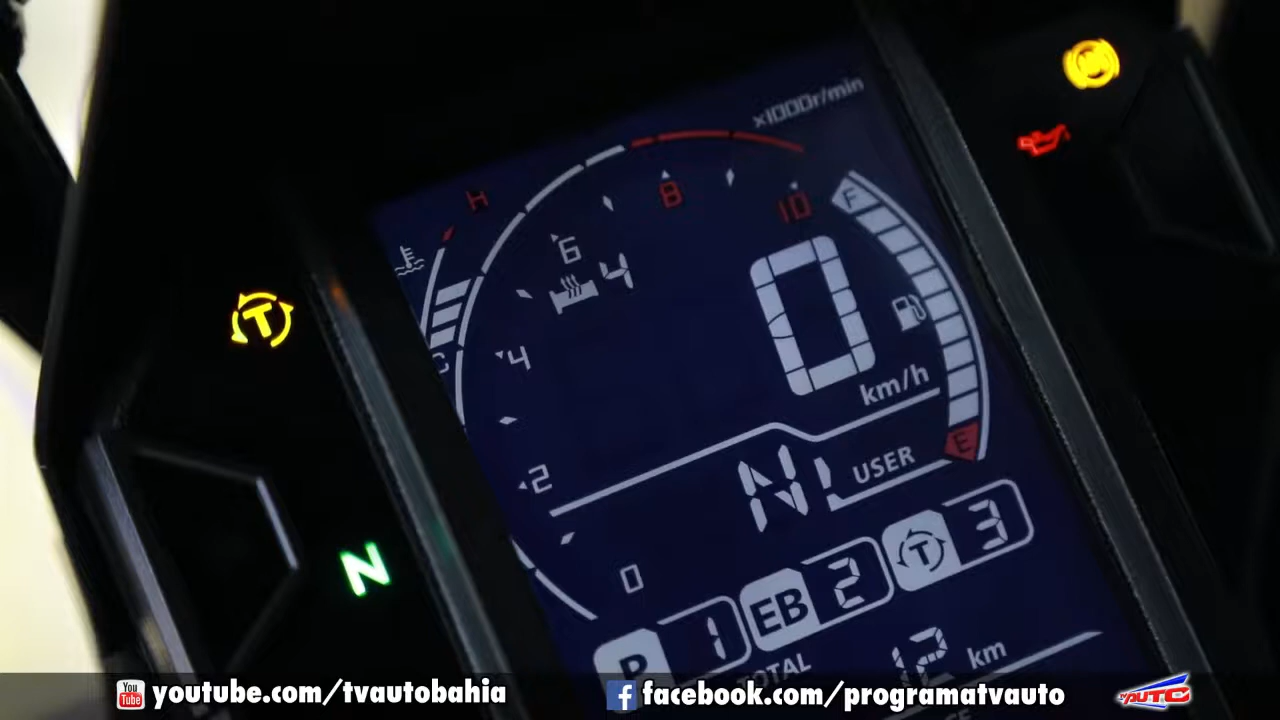 x1000r/min
H
F
8
10
6
4
0
C
4
km/h
E
2
N
USER
T
T
3
N
0
EB
2
P
1
TOTAL
12 km
youtube.com/tvautobahia
facebook.com/programatvauto
TVAUTO